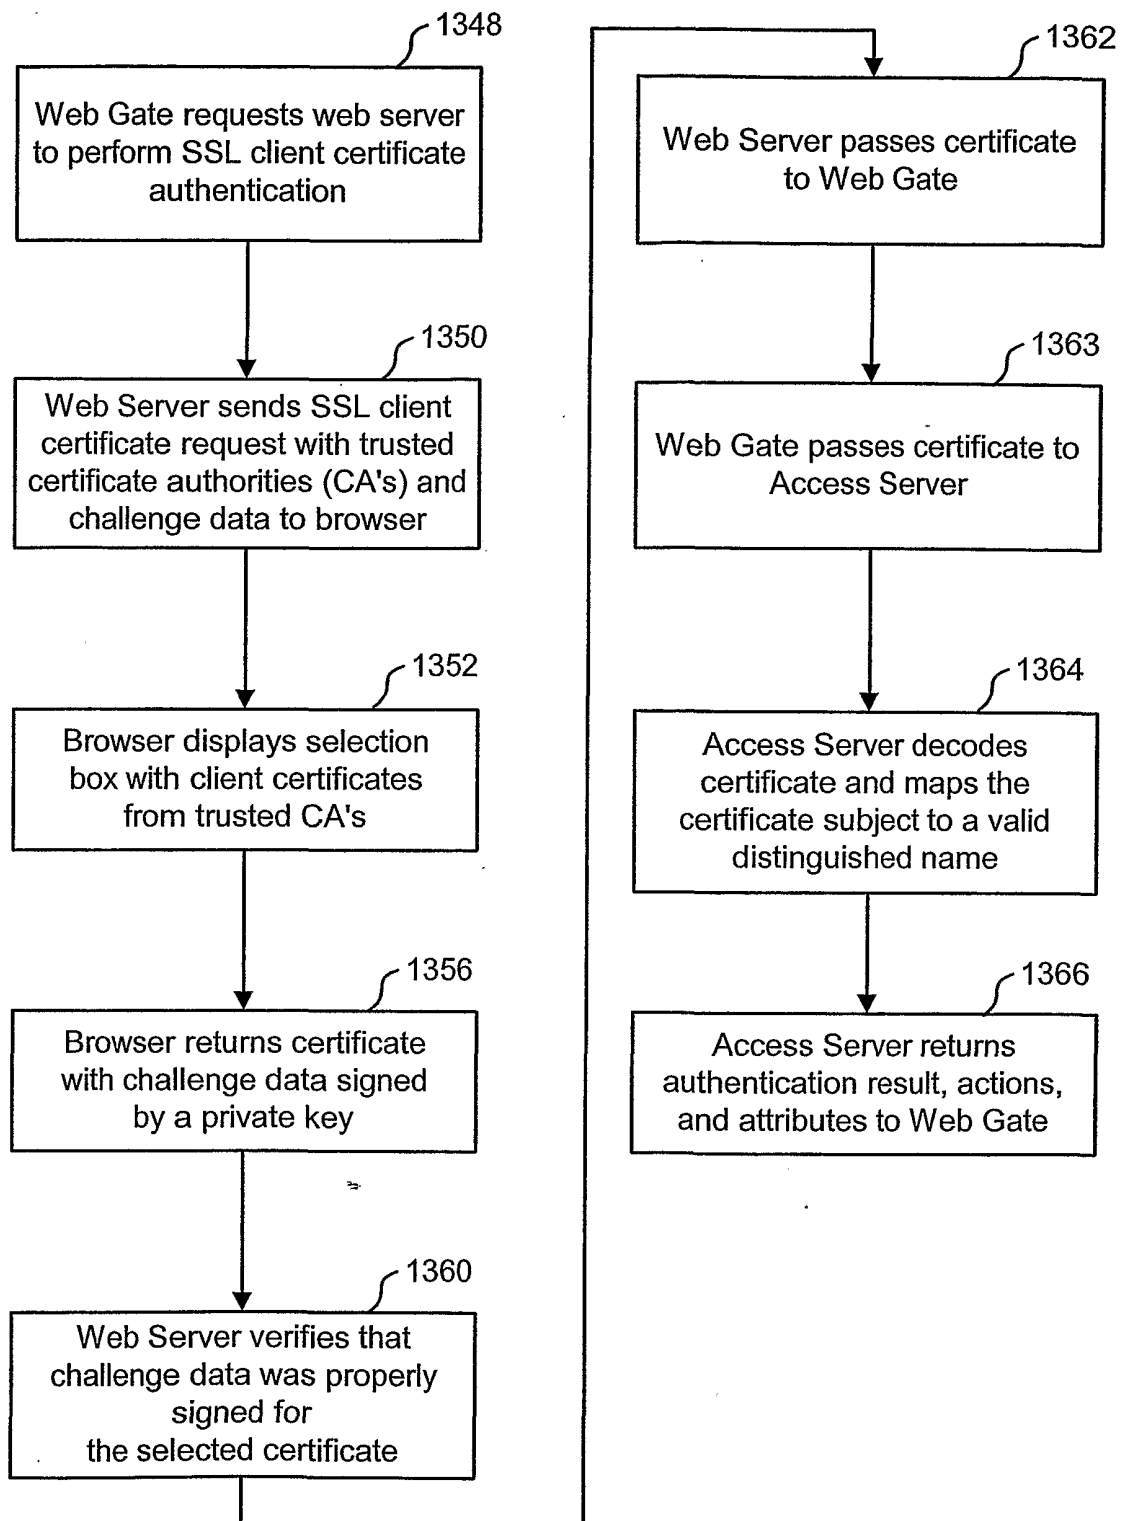 1348
Web Gate requests web server
to perform SSL client certificate
authentication
1350
Web Server sends SSL client
certificate request with trusted
certificate authorities (CA's) and
challenge data to browser
1352
Browser displays selection
box with client certificates
from trusted CA's
1356
Browser returns certificate
with challenge data signed
by a private key
1360
Web Server verifies that
challenge data was properly
signed for
the selected certificate
1362
Web Server passes certificate
to Web Gate
1363
Web Gate passes certificate to
Access Server
1364
Access Server decodes
certificate and maps the
certificate subject to a valid
distinguished name
1366
Access Server returns
authentication result, actions,
and attributes to Web Gate